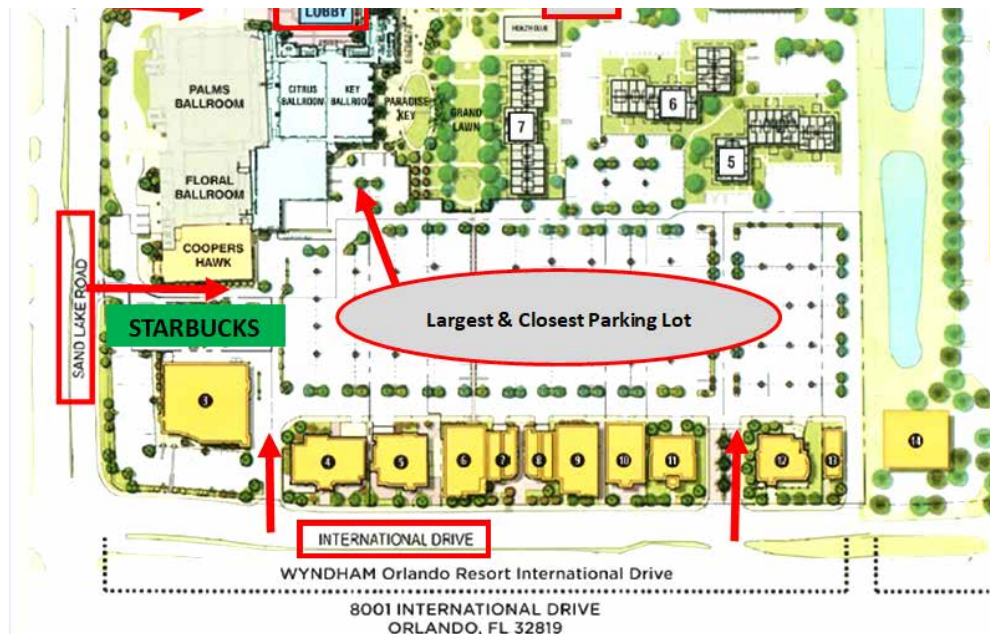 LOBBY
HEALTH CLUB
PALMS
BALLROOM
CITRUS
BALLROOM
KEY
BALLROOM
PARADISE
KEY
GRAND
LAWN
7
6
5
FLORAL
BALLROOM
COOPERS
HAWK
SAND LAKE ROAD
STARBUCKS
Largest & Closest Parking Lot
3
4
5
6
7
8
9
10
11
12
13
14
INTERNATIONAL DRIVE
WYNDHAM Orlando Resort International Drive
8001 INTERNATIONAL DRIVE
ORLANDO, FL 32819